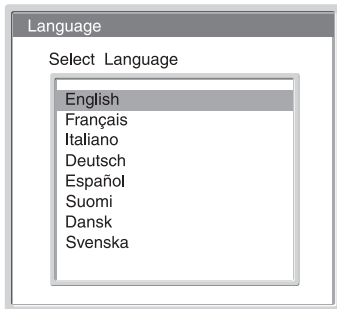 Language
Select Language
English
Français
Italiano
Deutsch
Español
Suomi
Dansk
Svenska